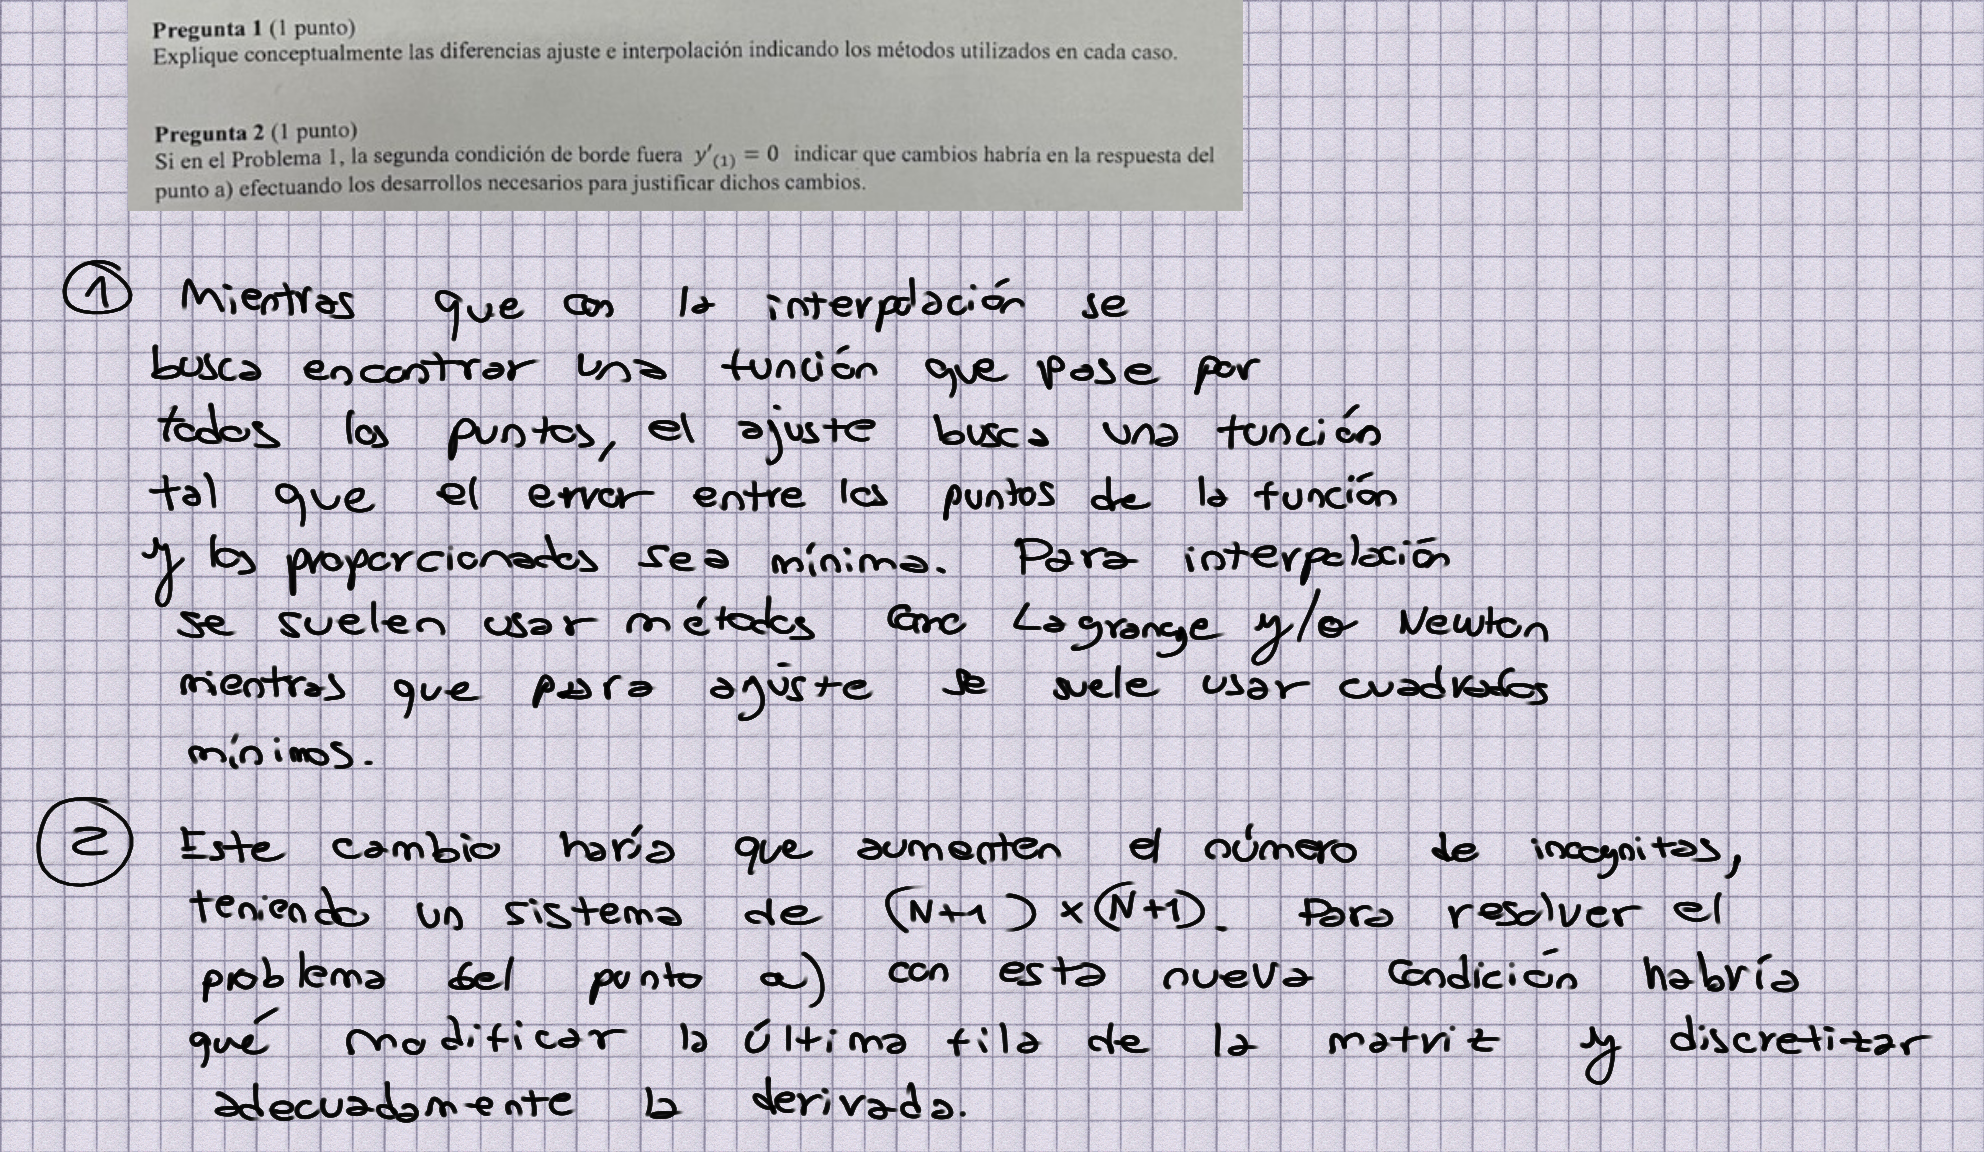 Pregunta 1 (1 punto)
Explique conceptualmente las diferencias ajuste e interpolación indicando los métodos utilizados en cada caso.
Pregunta 2 (1 punto)
Si en el Problema 1, la segunda condición de borde fuera y'(1) = 0 indicar que cambios habría en la respuesta del
punto a) efectuando los desarrollos necesarios para justificar dichos cambios.
1 Mientras que con la interpolación se
busca encontrar una función que pase por
todos los puntos, el ajuste busca una función
tal que el error entre los puntos de la función
y los proporcionados sea mínima. Para interpolación
se suelen usar métodos como Lagrange y/o Newton
mientras que para ajuste se suele usar cuadrados
mínimos.
2 Este cambio haría que aumenten el número de incognitas,
teniendo un sistema de (N+1)x(N+1). Para resolver el
problema del punto a) con esta nueva condición habría
qué modificar la última fila de la matriz y discretizar
adecuadamente la derivada.